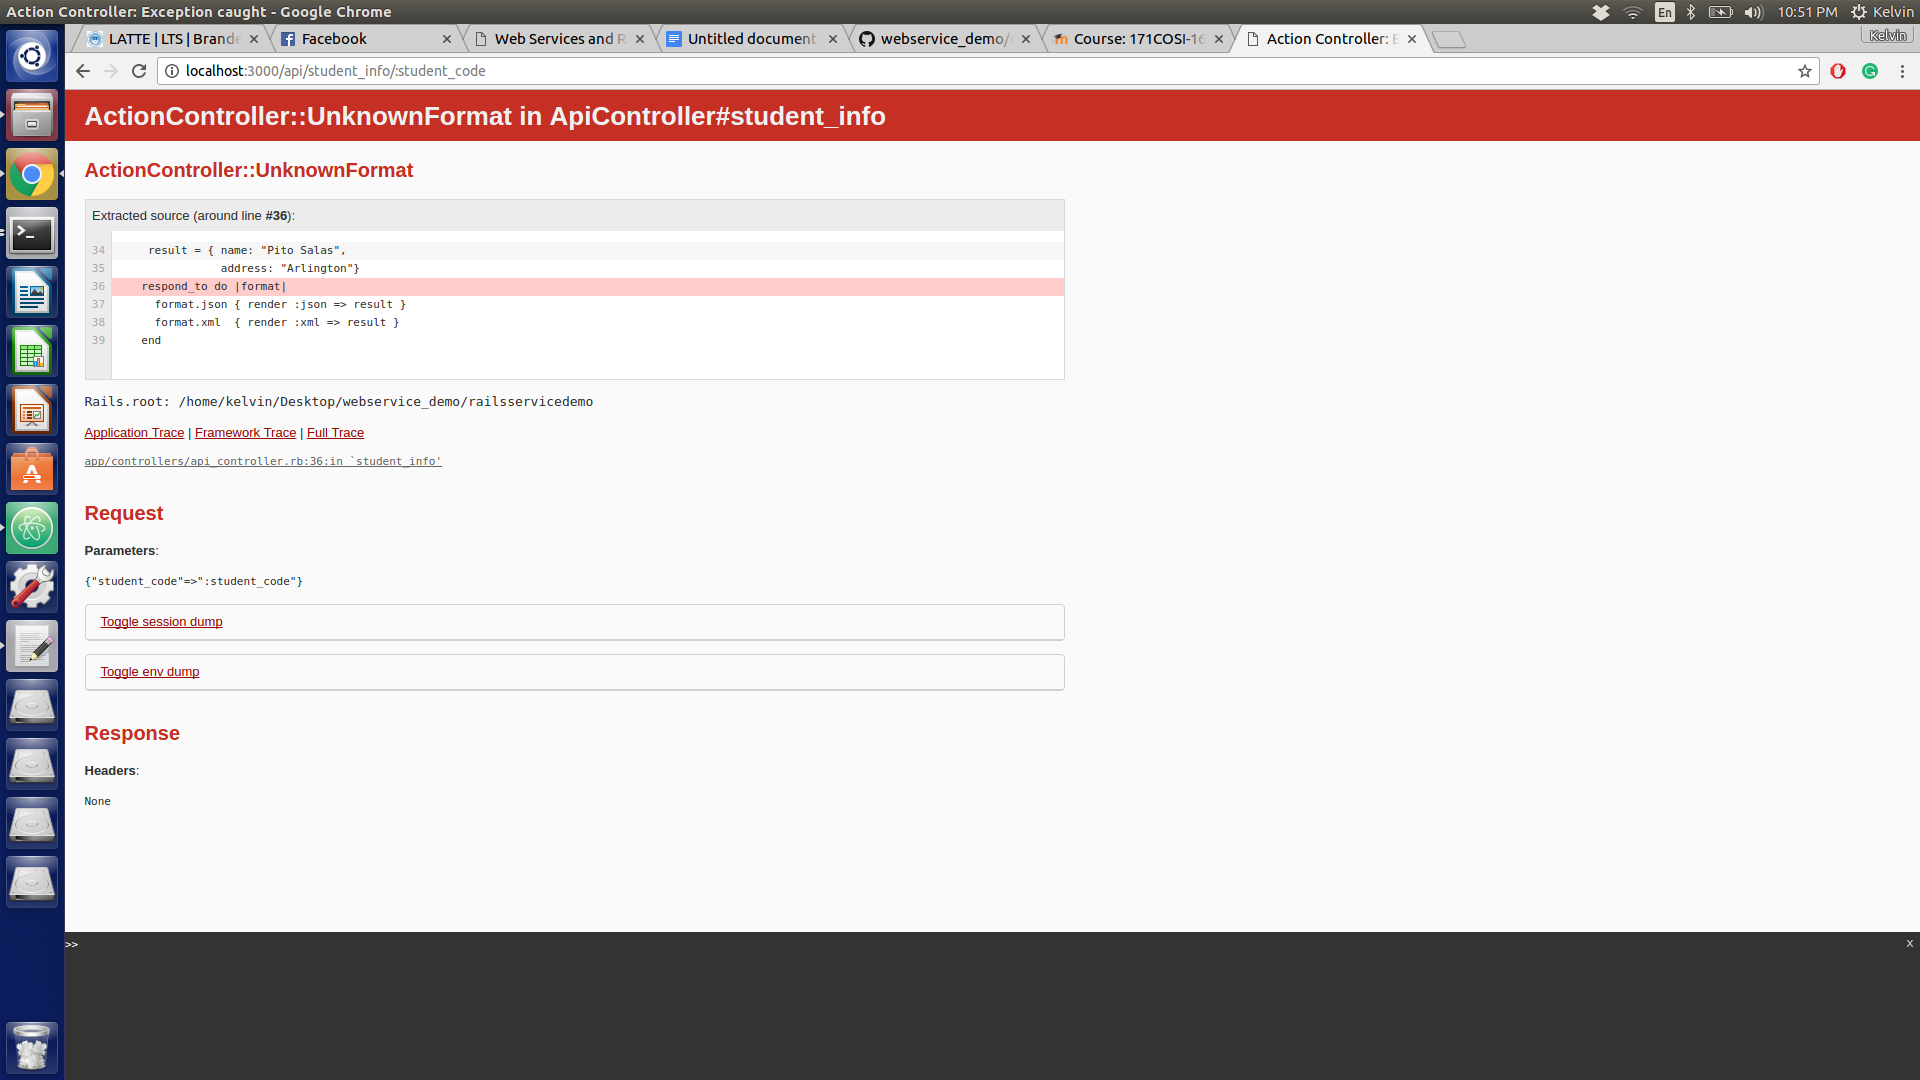 Action Controller: Exception caught - Google Chrome
En
10:51 PM
Kelvin
LATTE | LTS | Brande
Facebook
Web Services and R
Untitled document
webservice_demo/
Course: 171COSI-16
Action Controller: E
Kelvin
localhost:3000/api/student_info/:student_code
ActionController::UnknownFormat in ApiController#student_info
ActionController::UnknownFormat
Extracted source (around line #36):
34 result = { name: "Pito Salas",
35 address: "Arlington"}
36 respond_to do |format|
37 format.json { render :json => result }
38 format.xml  { render :xml => result }
39 end
Rails.root: /home/kelvin/Desktop/webservice_demo/railsservicedemo
Application Trace | Framework Trace | Full Trace
app/controllers/api_controller.rb:36:in `student_info'
Request
Parameters:
{"student_code"=>":student_code"}
Toggle session dump
Toggle env dump
Response
Headers:
None
>>
x